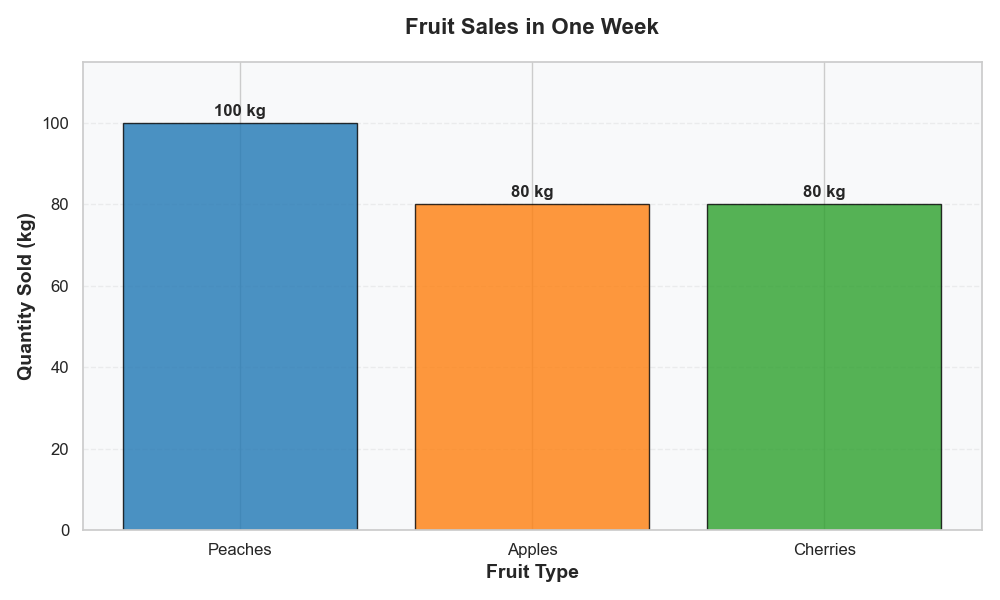 Fruit Sales in One Week
Quantity Sold (kg)
100
80
60
40
20
0
100 kg
80 kg
80 kg
Peaches
Apples
Cherries
Fruit Type